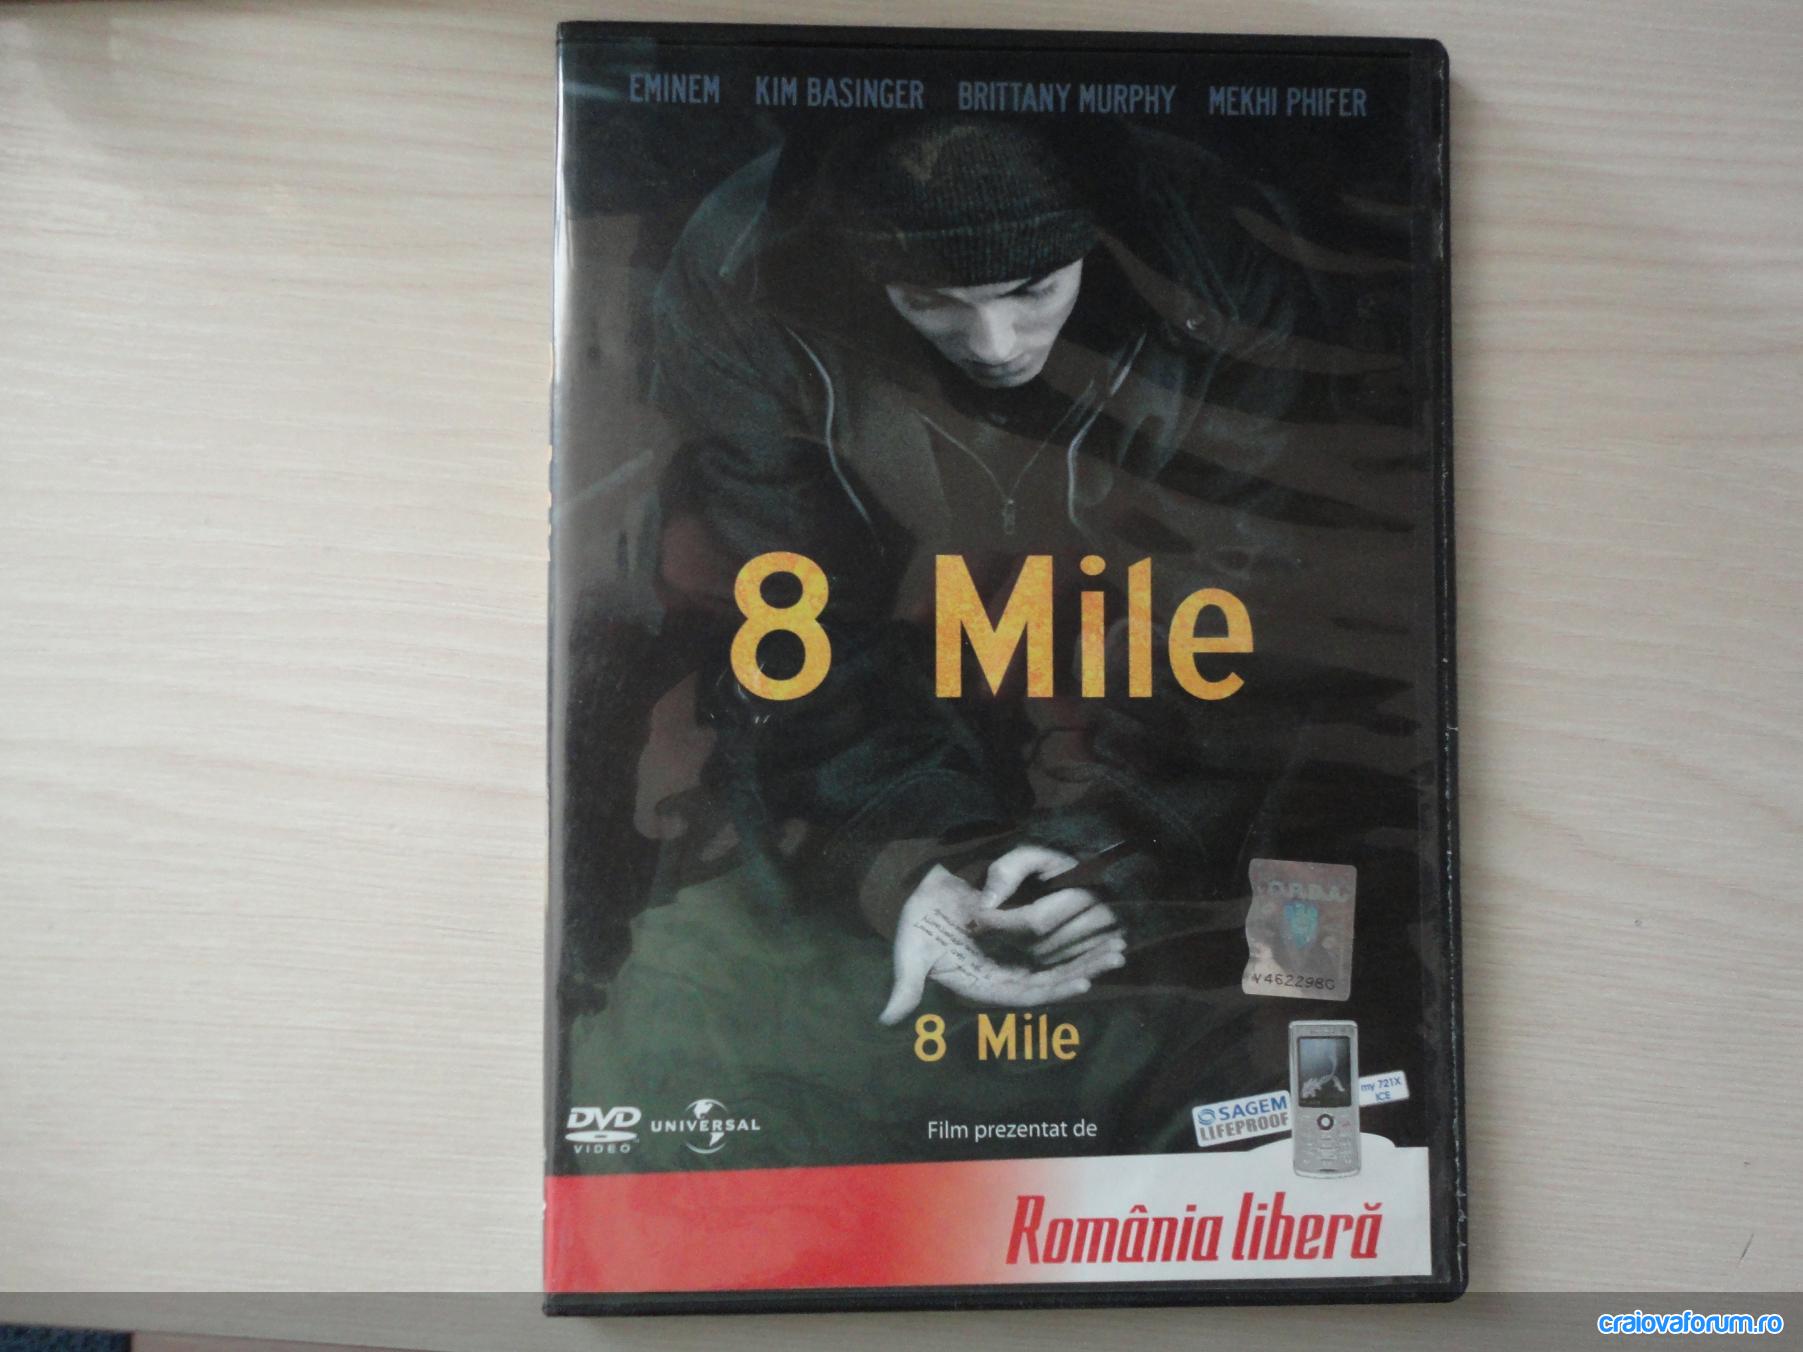 EMINEM KIM BASINGER BRITTANY MURPHY MEKHI PHIFER
8 Mile
V462298G
8 Mile
my 721X
ICE
SAGEM
LIFEPROOF
DVD
VIDEO
UNIVERSAL
Film prezentat de
România liberă
craiovaforum.ro